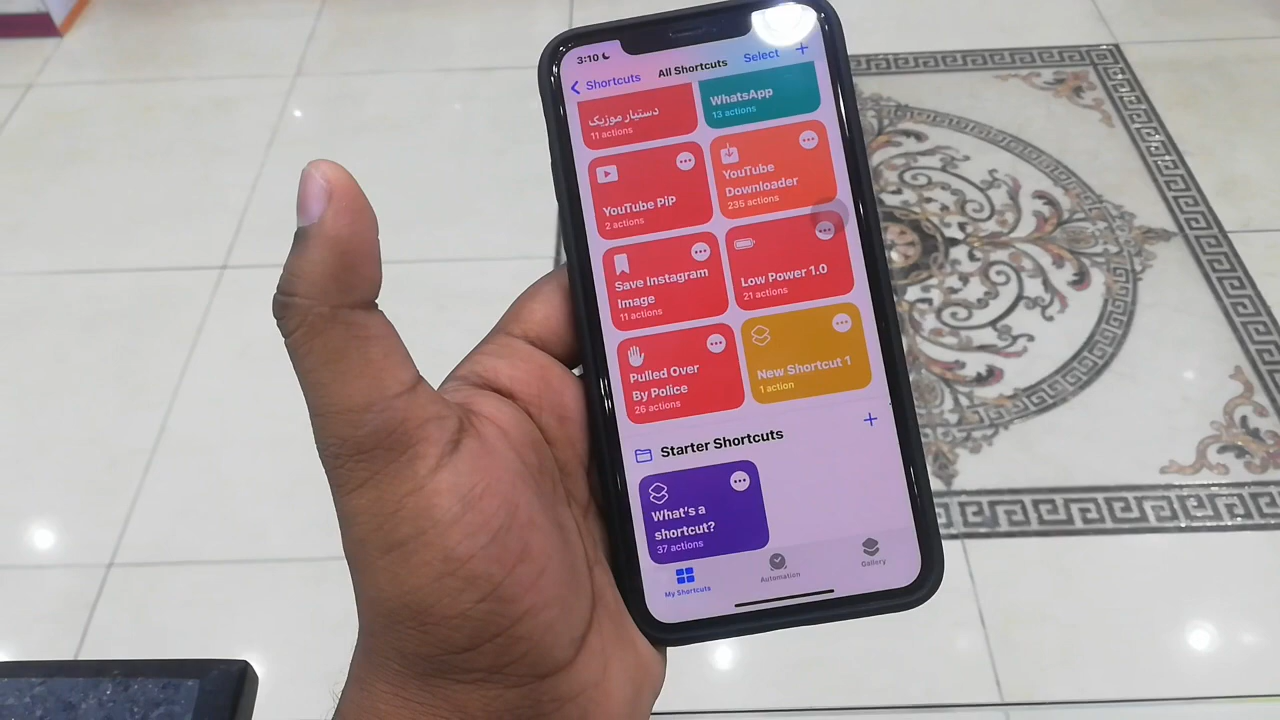 3:10
Shortcuts
All Shortcuts
Select
دستیار موزیک
11 actions
WhatsApp
13 actions
YouTube PiP
2 actions
YouTube
Downloader
235 actions
Save Instagram
Image
11 actions
Low Power 1.0
21 actions
Pulled Over
By Police
26 actions
New Shortcut 1
1 action
Starter Shortcuts
What's a
shortcut?
37 actions
My Shortcuts
Automation
Gallery